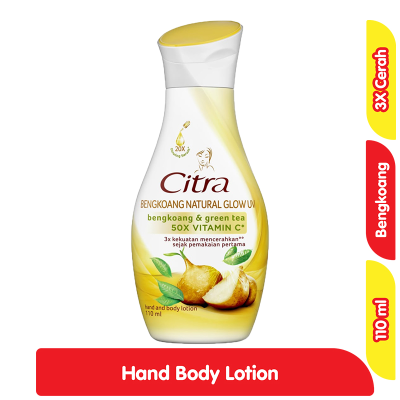 20X
Citra
BENGKOANG NATURAL GLOW UV
bengkoang & green tea
50X VITAMIN C*
3x kekuatan mencerahkan**
sejak pemakaian pertama
hand and body lotion
110 ml
3X Cerah
Bengkoang
110 ml
Hand Body Lotion